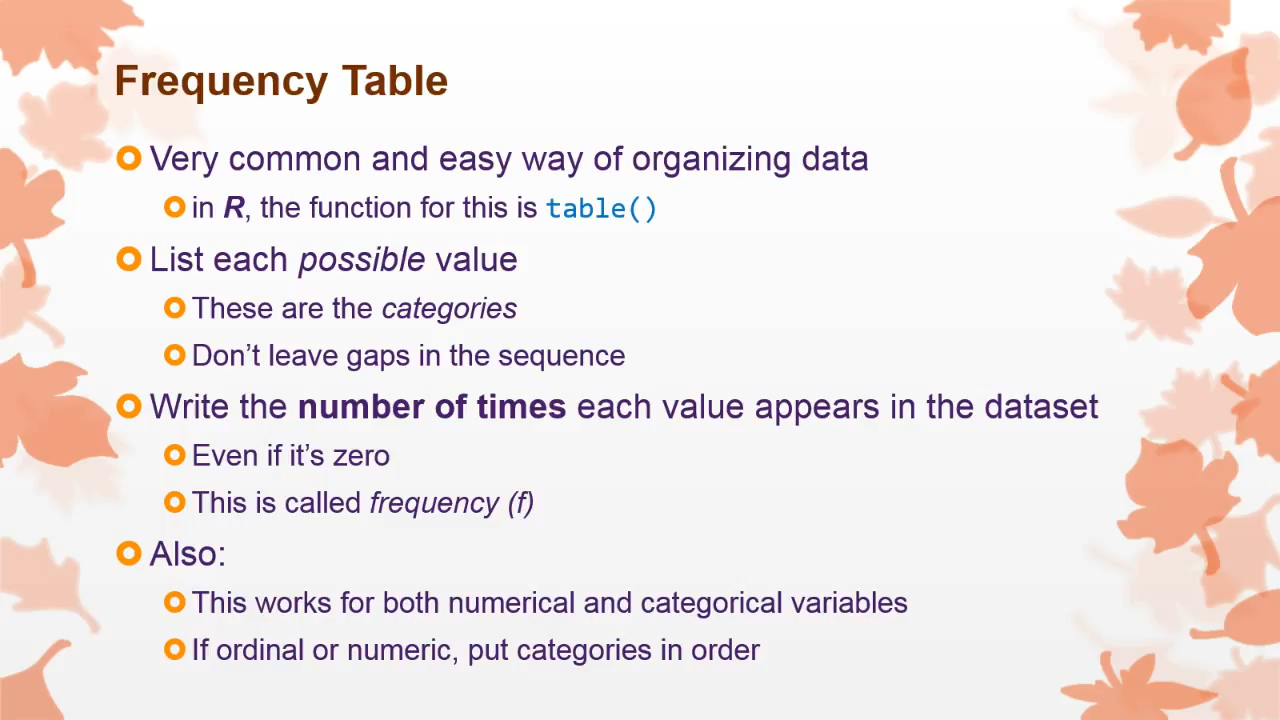 Frequency Table
Very common and easy way of organizing data
in R, the function for this is table()
List each possible value
These are the categories
Don’t leave gaps in the sequence
Write the number of times each value appears in the dataset
Even if it’s zero
This is called frequency (f)
Also:
This works for both numerical and categorical variables
If ordinal or numeric, put categories in order